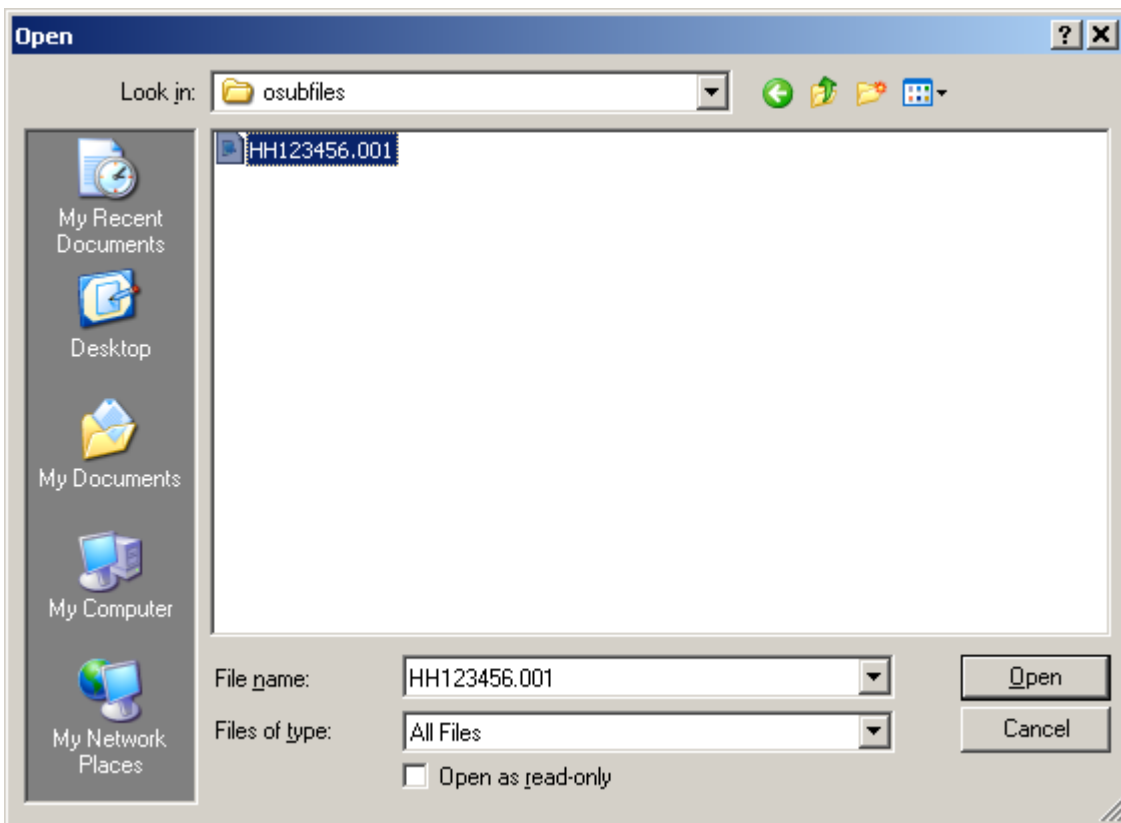 Open
Look in: osubfiles
HH123456.001
My Recent
Documents
Desktop
My Documents
My Computer
My Network
Places
File name: HH123456.001 Open
Files of type: All Files Cancel
Open as read-only